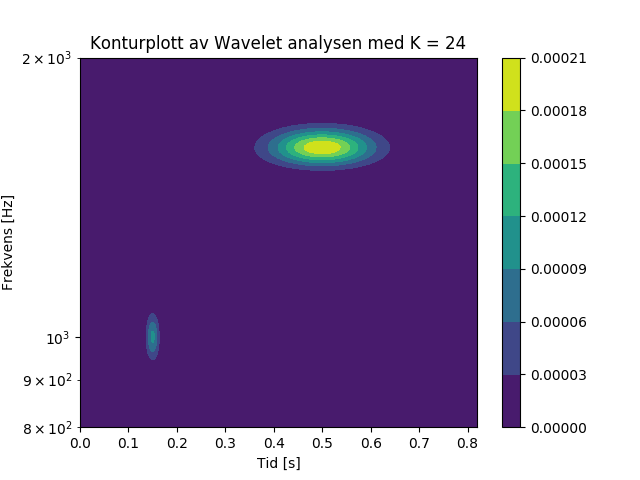 Konturplott av Wavelet analysen med K = 24
2 × 10³
10³
9 × 10²
8 × 10²
Frekvens [Hz]
0.0 0.1 0.2 0.3 0.4 0.5 0.6 0.7 0.8
Tid [s]
0.00021
0.00018
0.00015
0.00012
0.00009
0.00006
0.00003
0.00000